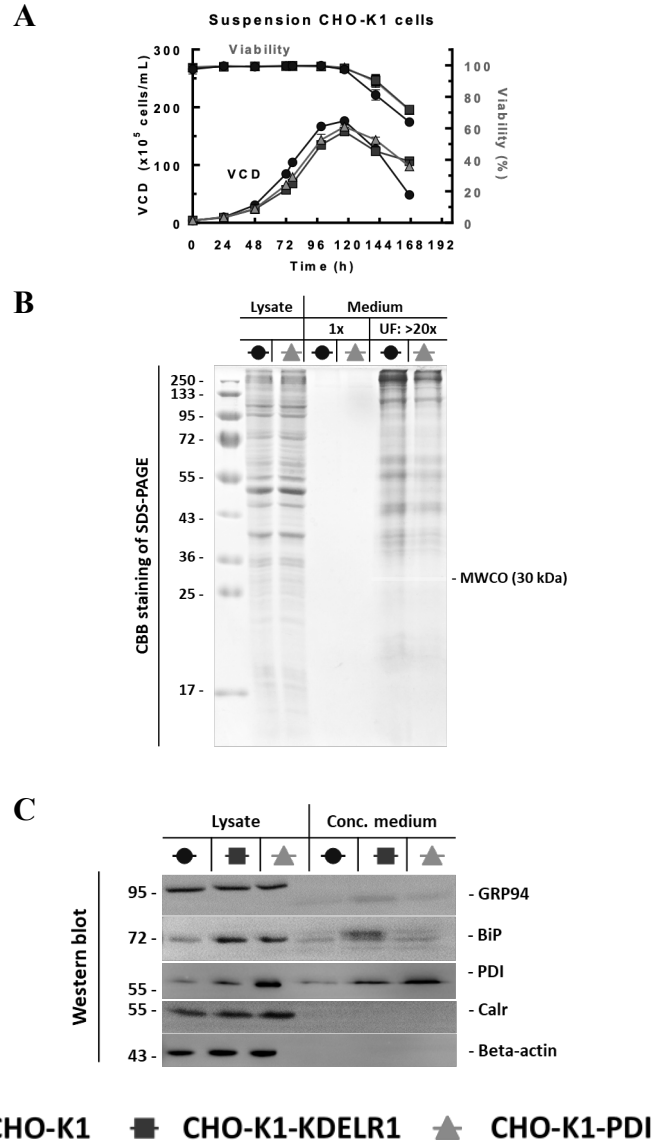 A
Suspension CHO-K1 cells
Viability
VCD
VCD (x10⁵ cells/mL)
300
200
100
0
Viability (%)
100
80
60
40
20
0
0 24 48 72 96 120 144 168 192
Time (h)
B
Lysate Medium
1x UF: >20x
CBB staining of SDS-PAGE
250 -
133 -
95 -
72 -
55 -
43 -
36 -
25 -
17 -
- MWCO (30 kDa)
C
Lysate Conc. medium
Western blot
95 - - GRP94
72 - - BiP
55 - - PDI
55 - - Calr
43 - - Beta-actin
CHO-K1 CHO-K1-KDELR1 CHO-K1-PDI